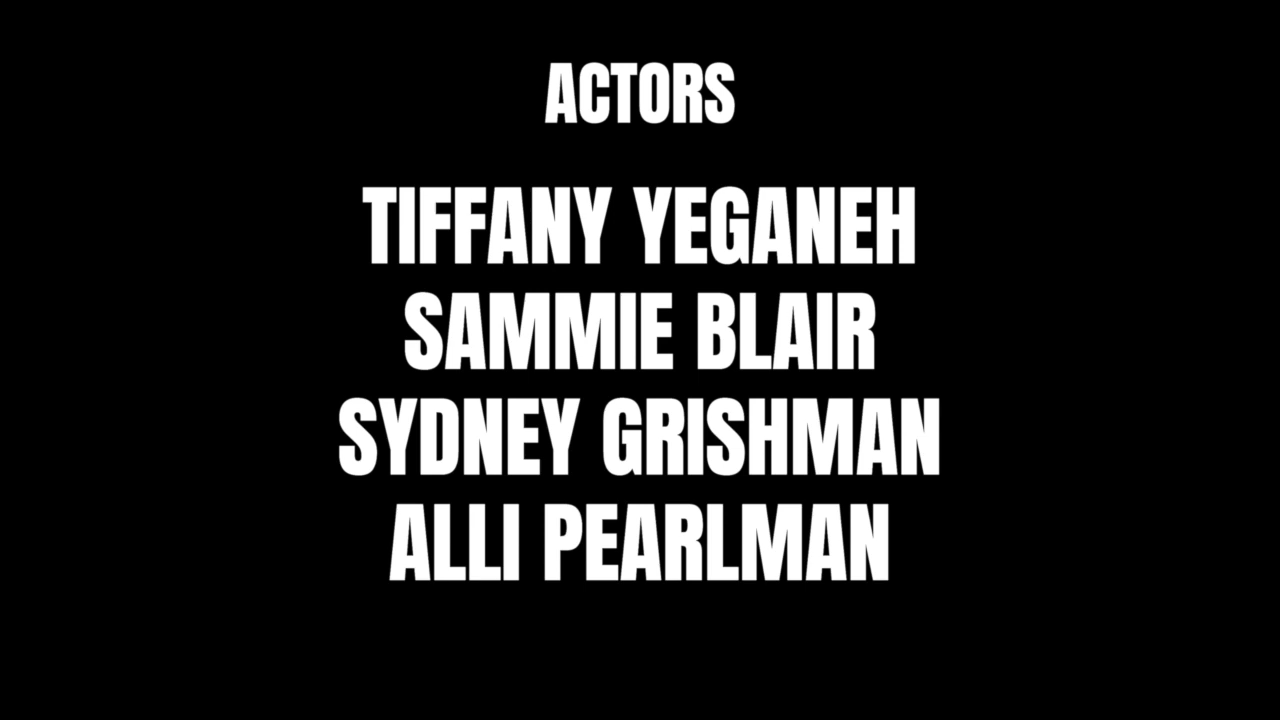 ACTORS
TIFFANY YEGANEH
SAMMIE BLAIR
SYDNEY GRISHMAN
ALLI PEARLMAN